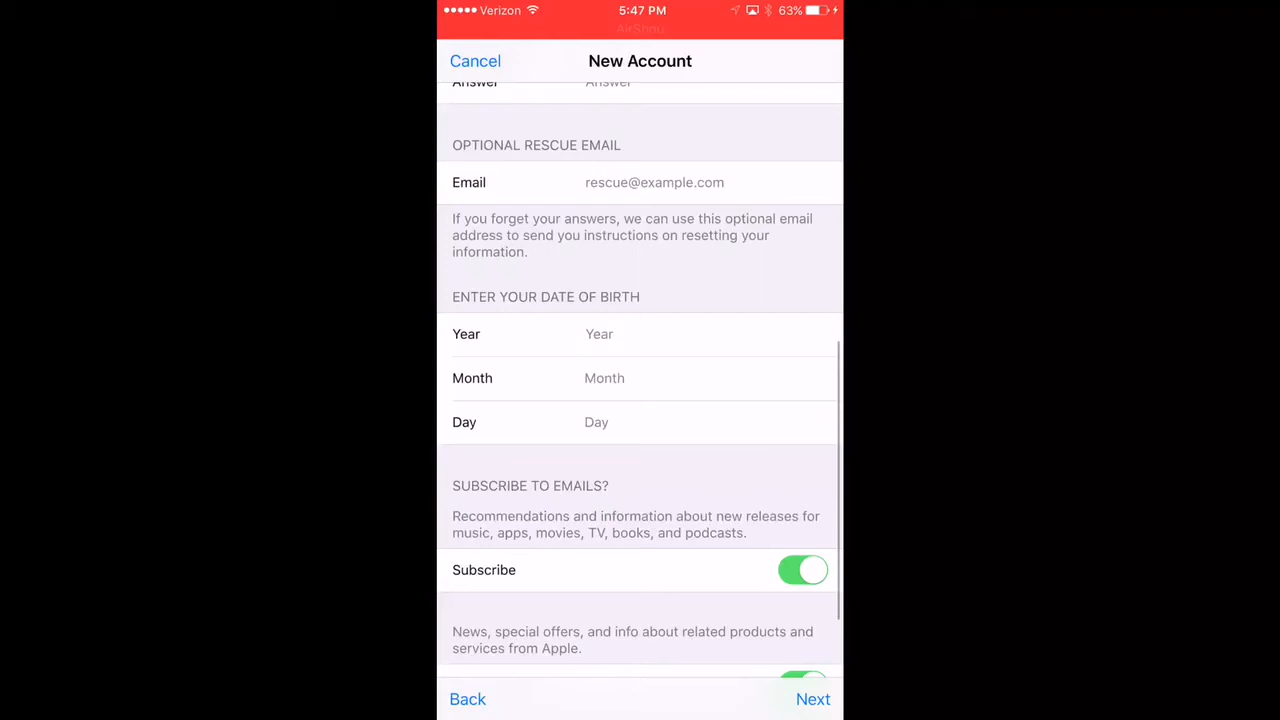 Verizon 5:47 PM 63%
AirShou
Cancel New Account
Answer Answer
OPTIONAL RESCUE EMAIL
Email rescue@example.com
If you forget your answers, we can use this optional email
address to send you instructions on resetting your
information.
ENTER YOUR DATE OF BIRTH
Year Year
Month Month
Day Day
SUBSCRIBE TO EMAILS?
Recommendations and information about new releases for
music, apps, movies, TV, books, and podcasts.
Subscribe
News, special offers, and info about related products and
services from Apple.
Back Next